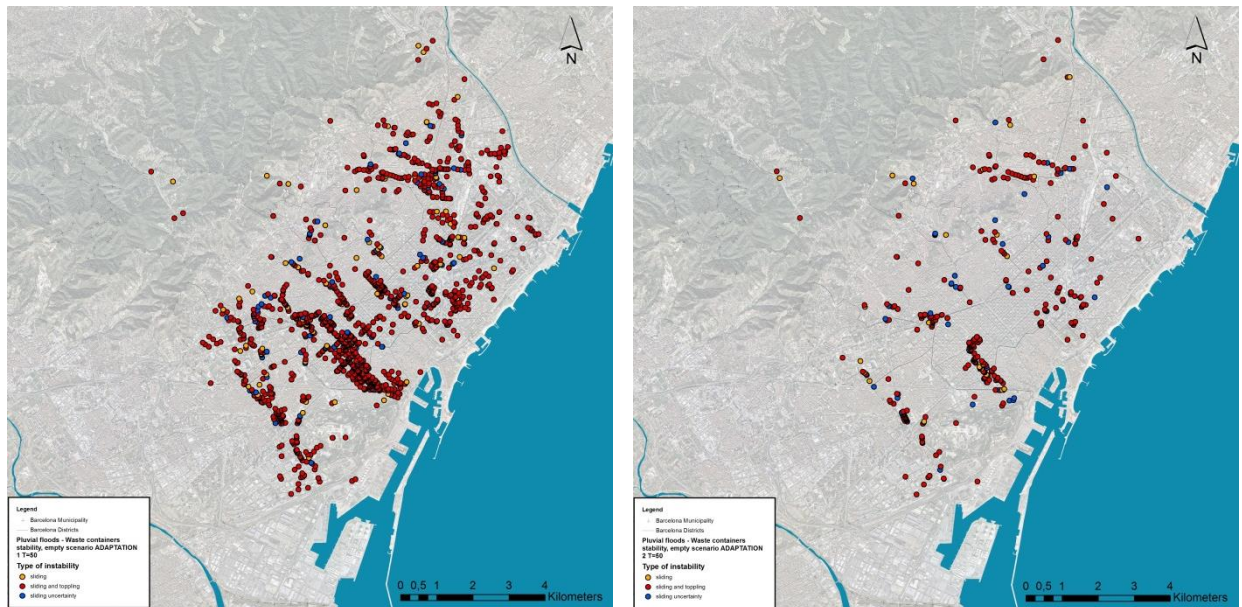 N
Legend
Barcelona Municipality
Barcelona Districts
Pluvial floods - Waste containers
stability, empty scenario ADAPTATION
1 T=50
Type of instability
sliding
sliding and toppling
sliding uncertainty
0 0,5 1 2 3 4
Kilometers
N
Legend
Barcelona Municipality
Barcelona Districts
Pluvial floods - Waste containers
stability, empty scenario ADAPTATION
2 T=50
Type of instability
sliding
sliding and toppling
sliding uncertainty
0 0,5 1 2 3 4
Kilometers